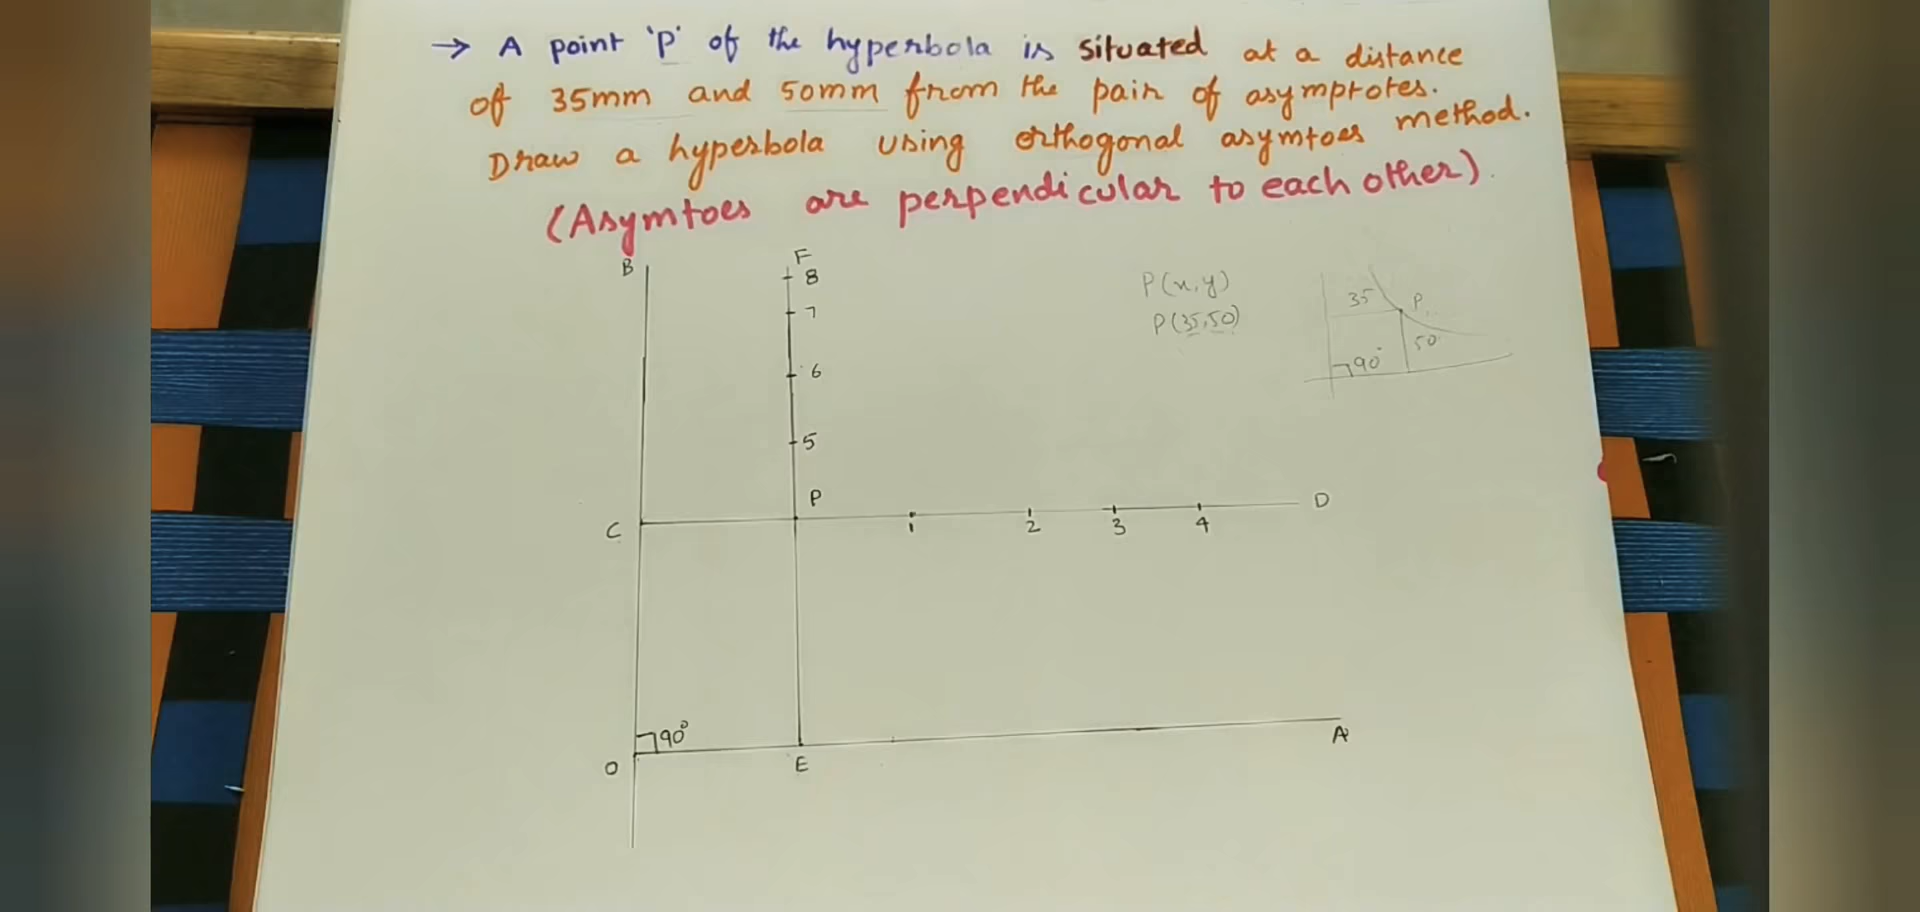 → A point 'P' of the hyperbola is situated at a distance
of 35mm and 50mm from the pair of asymptotes.
Draw a hyperbola using orthogonal asymtoes method.
(Asymtoes are perpendicular to each other).
B
F
8
7
6
5
P
C
1
2
3
4
D
90°
O
E
A
P(x,y)
P(35,50)
35
P
50
90°